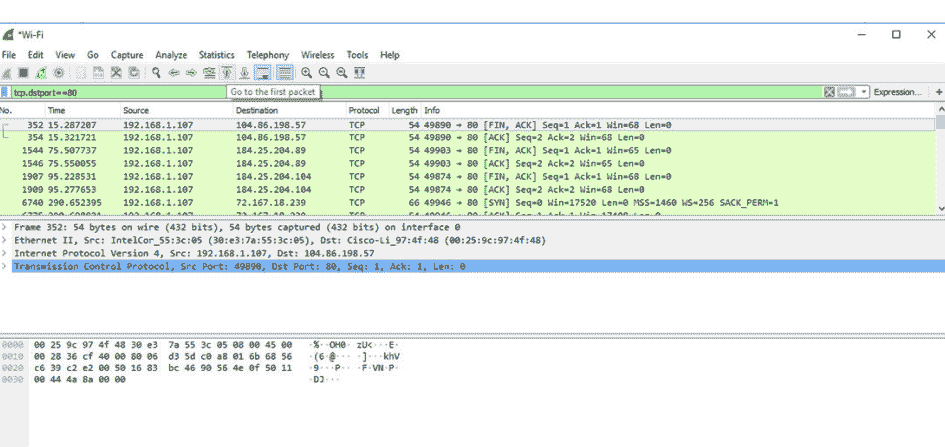 *Wi-Fi
File Edit View Go Capture Analyze Statistics Telephony Wireless Tools Help
tcp.dstport==80 Expression... +
Go to the first packet
No. Time Source Destination Protocol Length Info
352 15.287207 192.168.1.107 104.86.198.57 TCP 54 49890 → 80 [FIN, ACK] Seq=1 Ack=1 Win=68 Len=0
354 15.321721 192.168.1.107 104.86.198.57 TCP 54 49890 → 80 [ACK] Seq=2 Ack=2 Win=68 Len=0
1544 75.507737 192.168.1.107 184.25.204.89 TCP 54 49903 → 80 [FIN, ACK] Seq=1 Ack=1 Win=65 Len=0
1546 75.550055 192.168.1.107 184.25.204.89 TCP 54 49903 → 80 [ACK] Seq=2 Ack=2 Win=65 Len=0
1907 95.228531 192.168.1.107 184.25.204.104 TCP 54 49874 → 80 [FIN, ACK] Seq=1 Ack=1 Win=68 Len=0
1909 95.277653 192.168.1.107 184.25.204.104 TCP 54 49874 → 80 [ACK] Seq=2 Ack=2 Win=68 Len=0
6740 290.652395 192.168.1.107 72.167.18.239 TCP 66 49946 → 80 [SYN] Seq=0 Win=17520 Len=0 MSS=1460 WS=256 SACK_PERM=1
Frame 352: 54 bytes on wire (432 bits), 54 bytes captured (432 bits) on interface 0
Ethernet II, Src: IntelCor_55:3c:05 (30:e3:7a:55:3c:05), Dst: Cisco-Li_97:4f:48 (00:25:9c:97:4f:48)
Internet Protocol Version 4, Src: 192.168.1.107, Dst: 104.86.198.57
Transmission Control Protocol, Src Port: 49890, Dst Port: 80, Seq: 1, Ack: 1, Len: 0
0000 00 25 9c 97 4f 48 30 e3 7a 55 3c 05 08 00 45 00 ·%··OH0· zU<···E·
0010 00 28 36 cf 40 00 80 06 d3 5d c0 a8 01 6b 68 56 ·(6·@··· ·]···khV
0020 c6 39 c2 e2 00 50 16 83 bc 46 90 56 4e 0f 50 11 ·9···P·· ·F·VN·P·
0030 00 44 4a 8a 00 00 ·DJ···